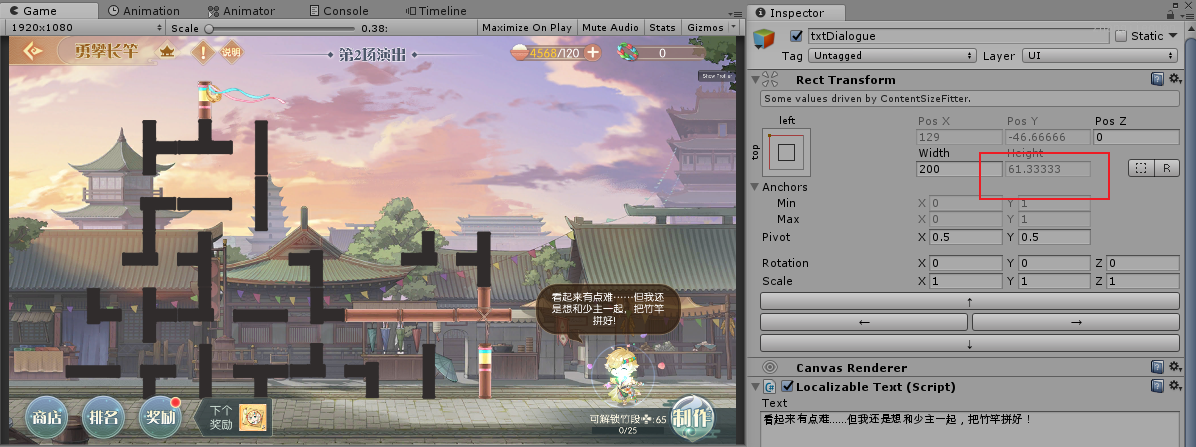 Game
Animation
Animator
Console
Timeline
1920x1080
Scale
0.38:
Maximize On Play
Mute Audio
Stats
Gizmos
勇攀长竿
说明
第2场演出
4568/120
0
看起来有点难……但我还
是想和少主一起，把竹竿
拼好!
商店
排名
奖励
下个
奖励
可解锁竹段
:65
0/25
制作
Inspector
txtDialogue
Static
Tag
Untagged
Layer
UI
Rect Transform
Some values driven by ContentSizeFitter.
left
top
Pos X
Pos Y
Pos Z
129
-46.66666
0
Width
Height
200
61.33333
R
Anchors
Min
X 0
Y 1
Max
X 0
Y 1
Pivot
X 0.5
Y 0.5
Rotation
X 0
Y 0
Z 0
Scale
X 1
Y 1
Z 1
Canvas Renderer
Localizable Text (Script)
Text
看起来有点难……但我还是想和少主一起，把竹竿拼好！